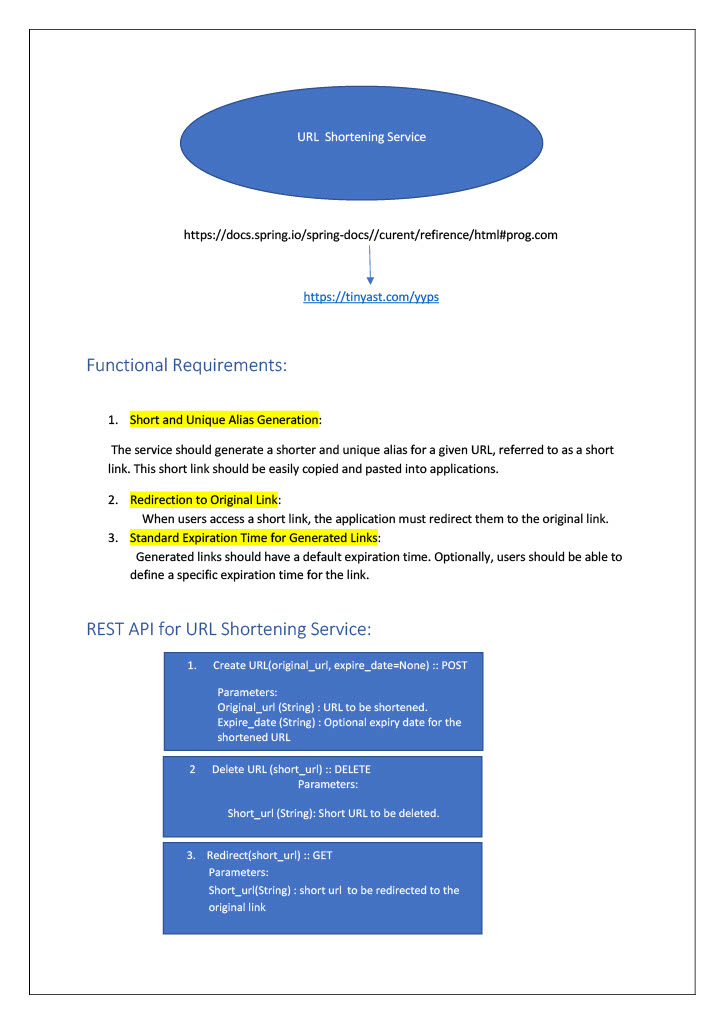 URL  Shortening Service
https://docs.spring.io/spring-docs//curent/refirence/html#prog.com
https://tinyast.com/yyps
Functional Requirements:
1. Short and Unique Alias Generation:
The service should generate a shorter and unique alias for a given URL, referred to as a short
link. This short link should be easily copied and pasted into applications.
2. Redirection to Original Link:
When users access a short link, the application must redirect them to the original link.
3. Standard Expiration Time for Generated Links:
Generated links should have a default expiration time. Optionally, users should be able to
define a specific expiration time for the link.
REST API for URL Shortening Service:
1. Create URL(original_url, expire_date=None) :: POST
Parameters:
Original_url (String) : URL to be shortened.
Expire_date (String) : Optional expiry date for the
shortened URL
2 Delete URL (short_url) :: DELETE
Parameters:
Short_url (String): Short URL to be deleted.
3. Redirect(short_url) :: GET
Parameters:
Short_url(String) : short url  to be redirected to the
original link